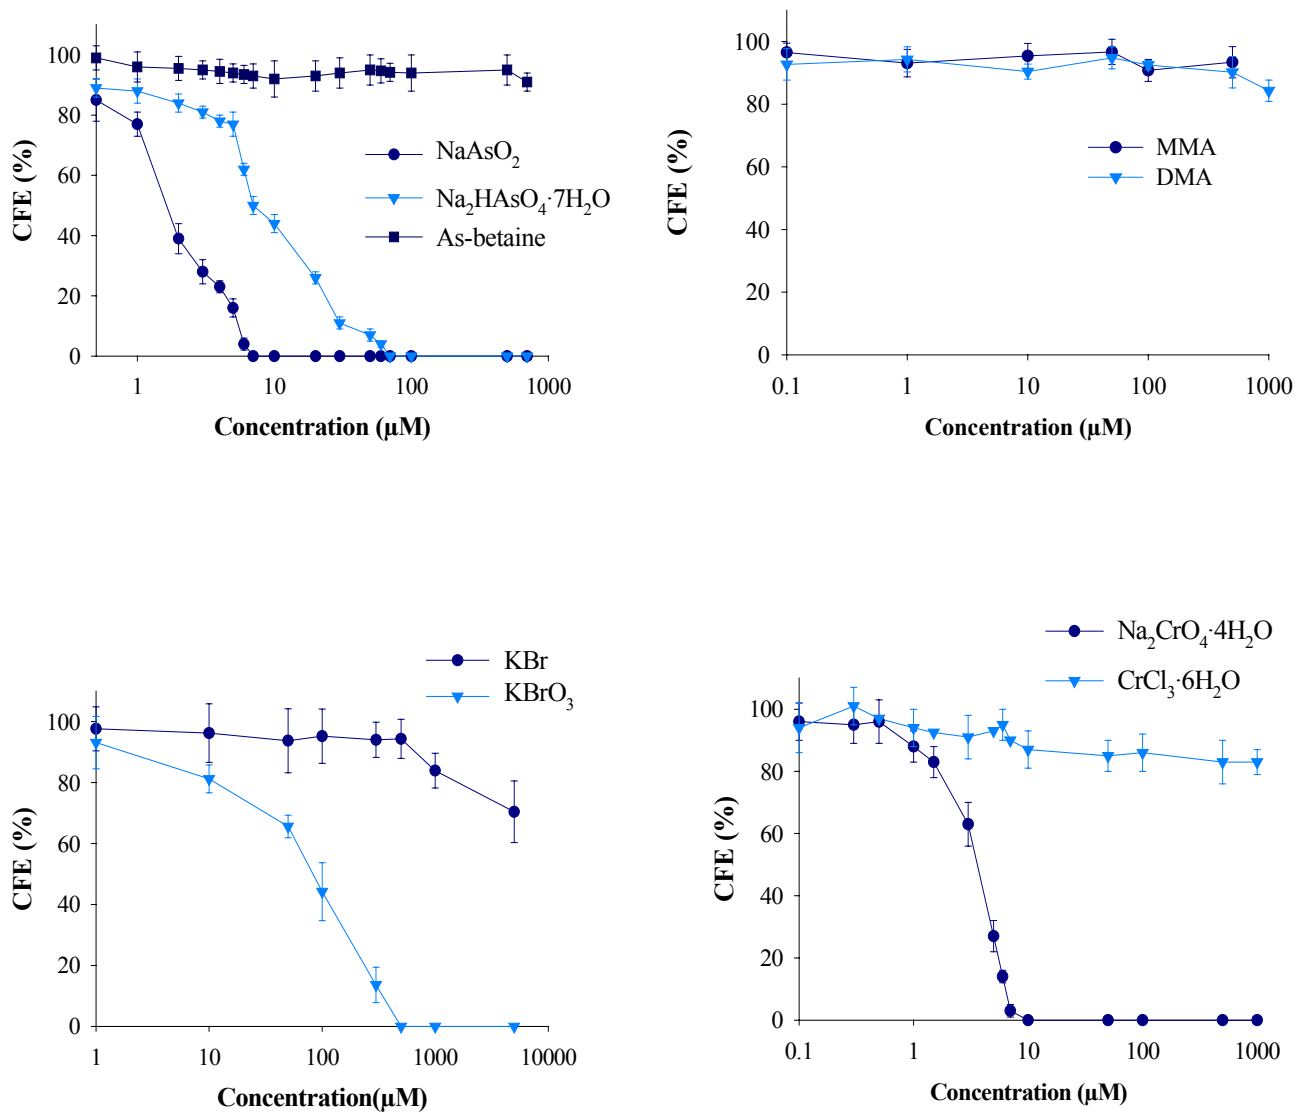 100
80
60
40
20
0
CFE (%)
NaAsO₂
Na₂HAsO₄·7H₂O
As-betaine
1 10 100 1000
Concentration (µM)
100
80
60
40
20
0
CFE (%)
MMA
DMA
0.1 1 10 100 1000
Concentration (µM)
KBr
KBrO₃
100
80
60
40
20
0
CFE (%)
1 10 100 1000 10000
Concentration(µM)
Na₂CrO₄·4H₂O
CrCl₃·6H₂O
100
80
60
40
20
0
CFE (%)
0.1 1 10 100 1000
Concentration (µM)